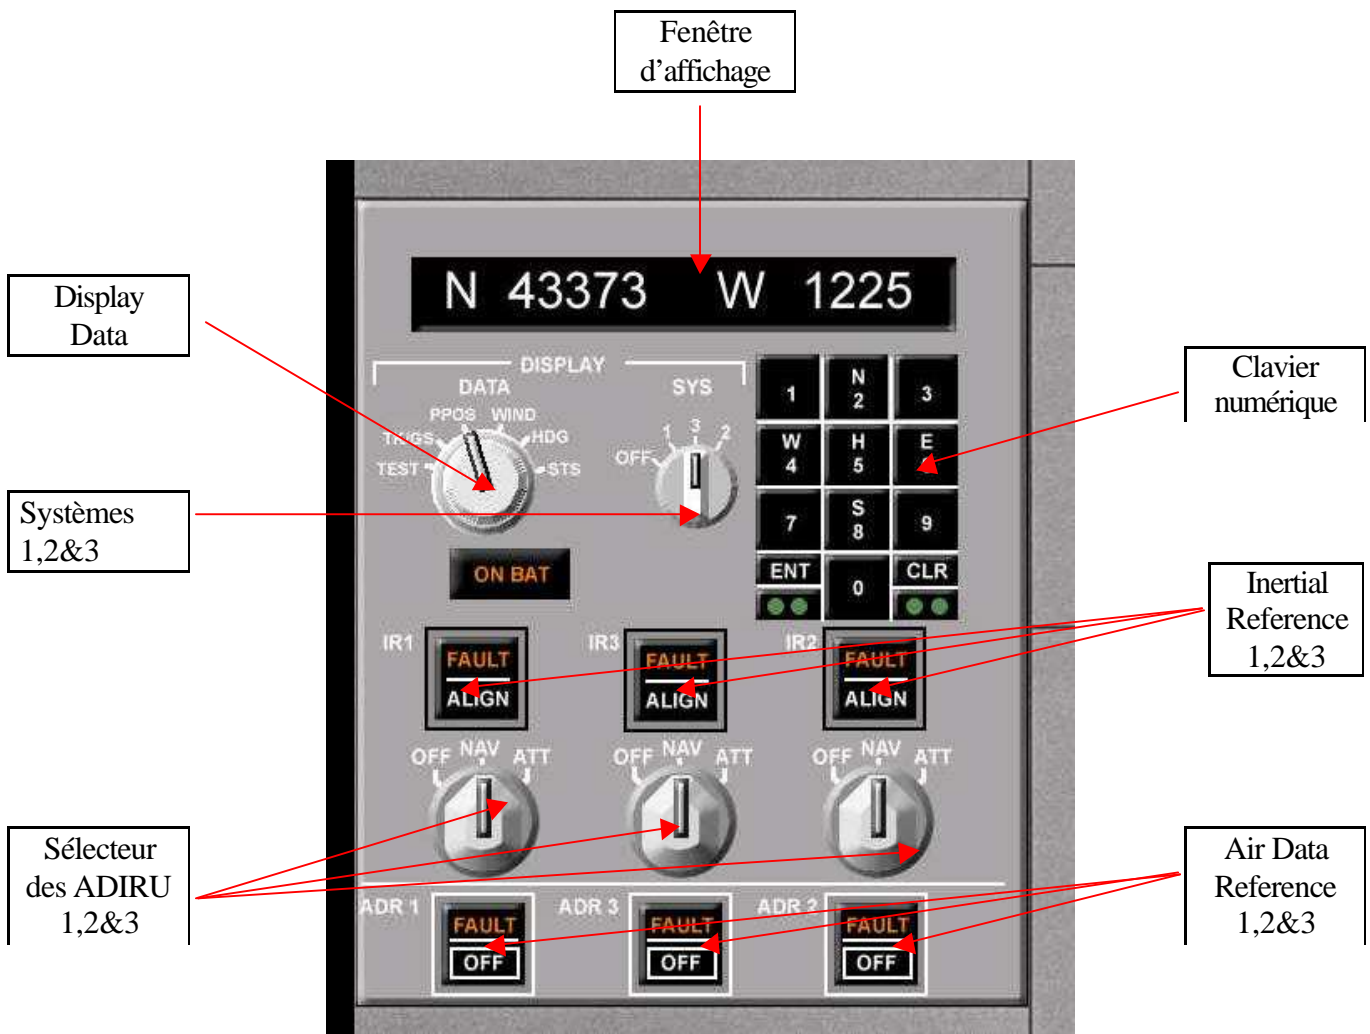 Fenêtre
d'affichage
N 43373 W 1225
Display
Data
DISPLAY
DATA
SYS
PPOS WIND
TK/GS HDG
TEST STS
1 3 2
OFF
1 N 3
2
W H E
4 5
7 S 9
8
ENT 0 CLR
Clavier
numérique
Systèmes
1,2&3
ON BAT
Inertial
Reference
1,2&3
IR1 IR3 IR2
FAULT FAULT FAULT
ALIGN ALIGN ALIGN
OFF NAV ATT OFF NAV ATT OFF NAV ATT
Sélecteur
des ADIRU
1,2&3
Air Data
Reference
1,2&3
ADR 1 ADR 3 ADR 2
FAULT FAULT FAULT
OFF OFF OFF